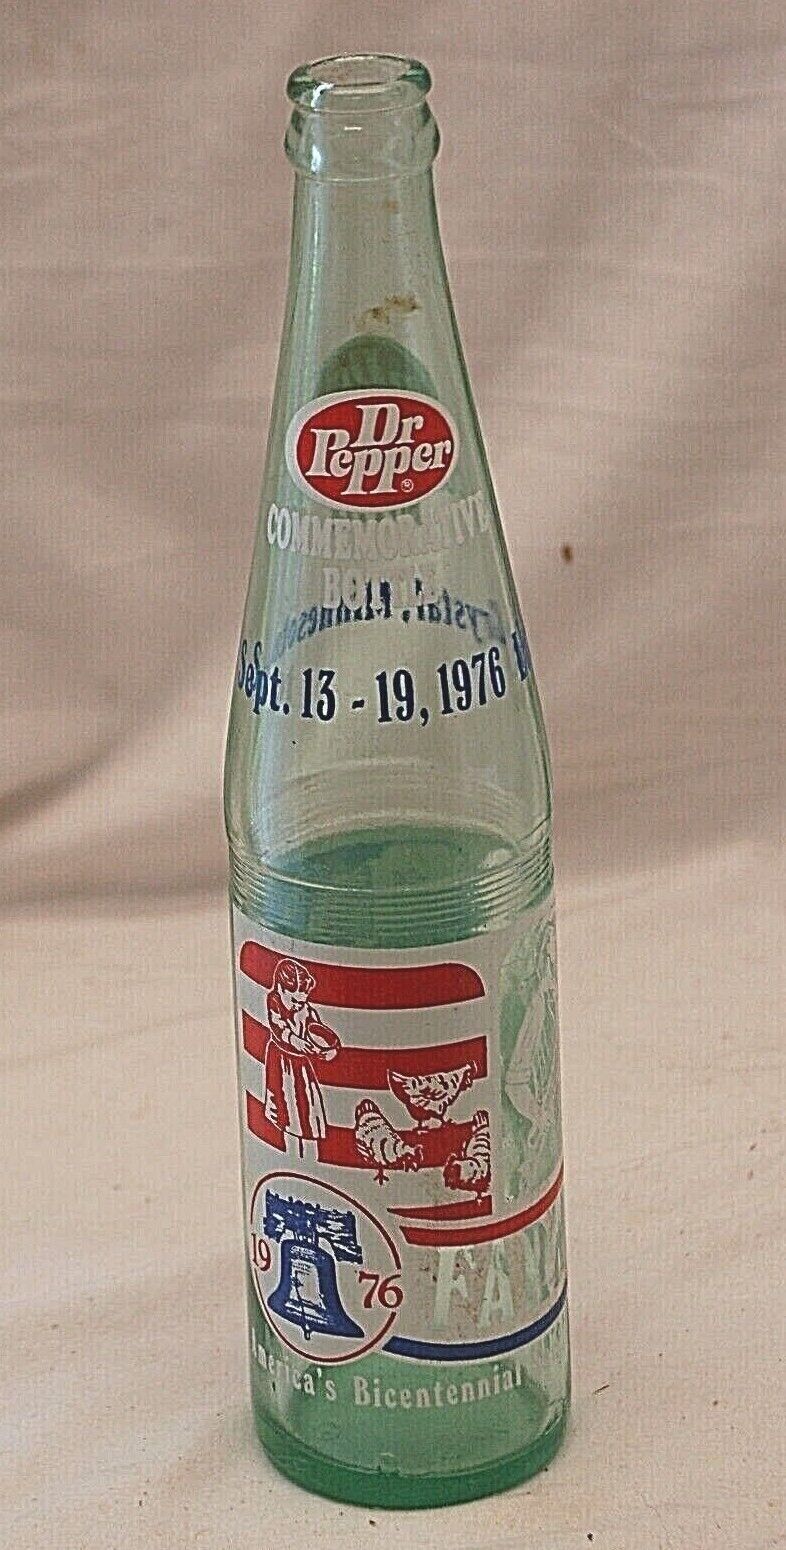 Dr
Pepper®
COMMEMORATIVE
BOTTLE
Sept. 13 - 19, 1976
19 76
America's Bicentennial